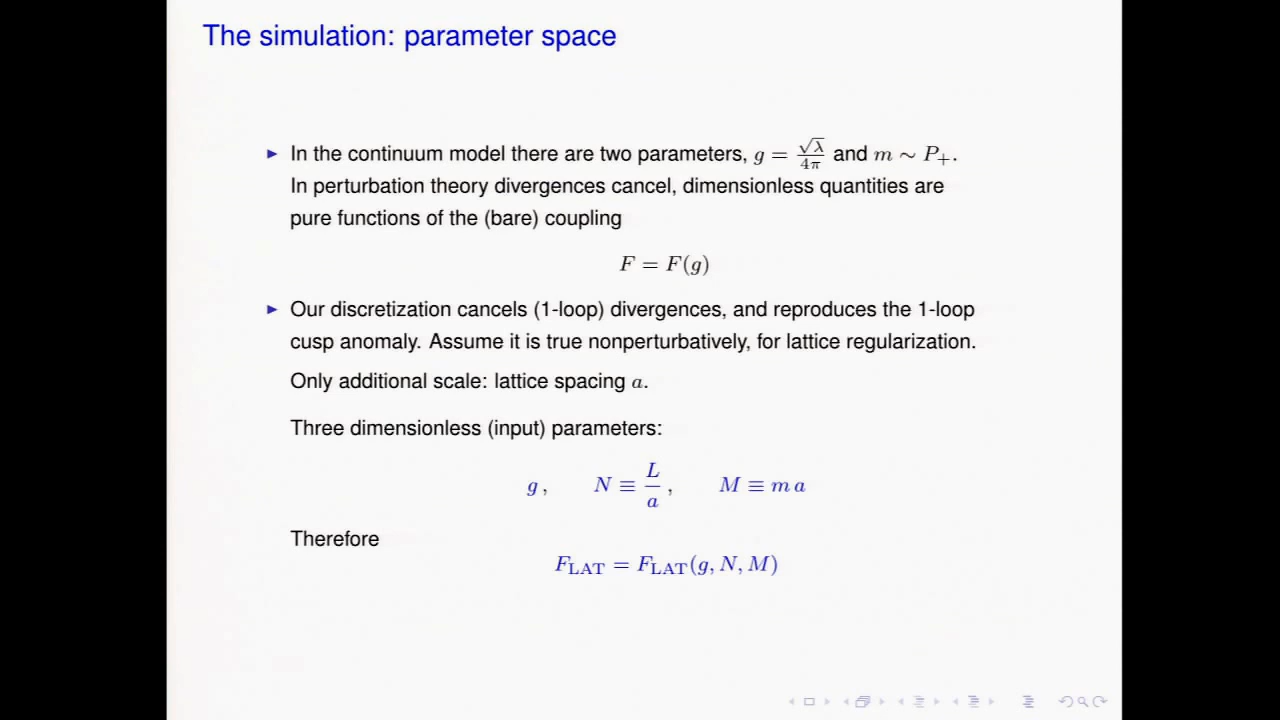 The simulation: parameter space
In the continuum model there are two parameters, g = √λ/4π and m ∼ P₊.
In perturbation theory divergences cancel, dimensionless quantities are
pure functions of the (bare) coupling
F = F(g)
Our discretization cancels (1-loop) divergences, and reproduces the 1-loop
cusp anomaly. Assume it is true nonperturbatively, for lattice regularization.
Only additional scale: lattice spacing a.
Three dimensionless (input) parameters:
g , N ≡ L/a , M ≡ m a
Therefore
F_LAT = F_LAT(g, N, M)